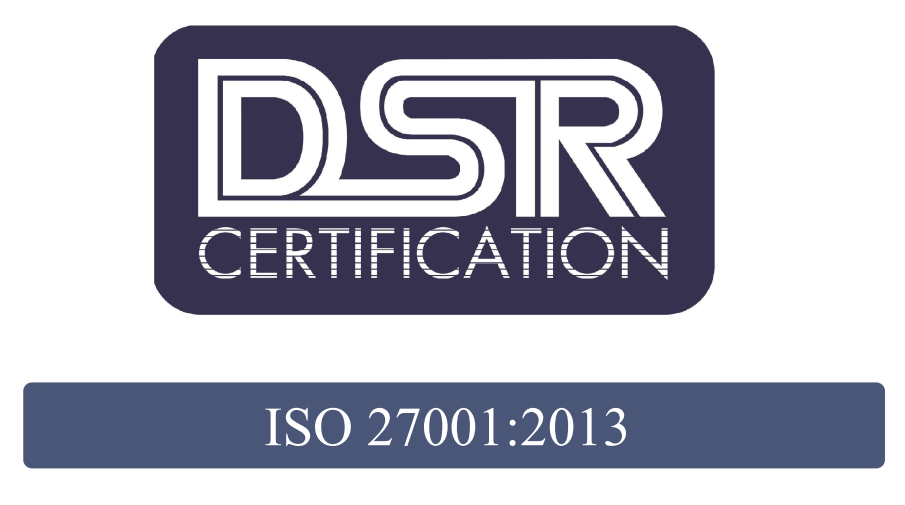 DSR
CERTIFICATION
ISO 27001:2013